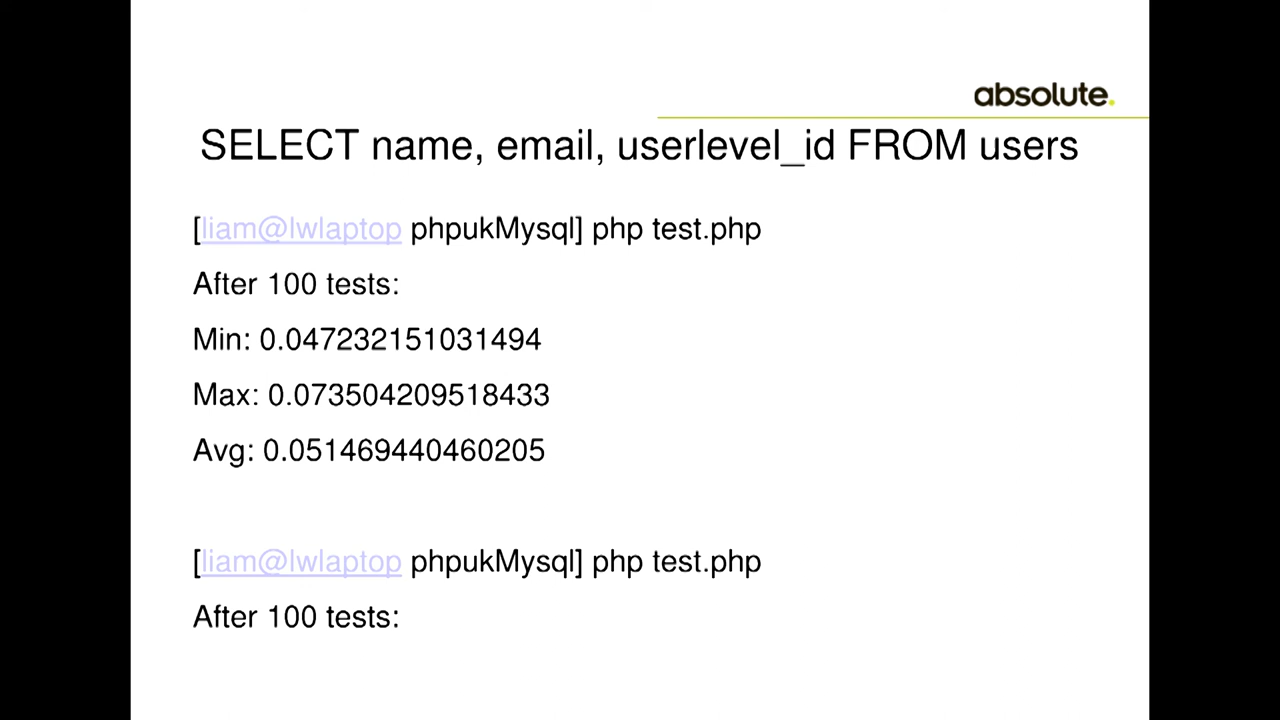 absolute.
SELECT name, email, userlevel_id FROM users
[liam@lwlaptop phpukMysql] php test.php
After 100 tests:
Min: 0.047232151031494
Max: 0.073504209518433
Avg: 0.051469440460205
[liam@lwlaptop phpukMysql] php test.php
After 100 tests: